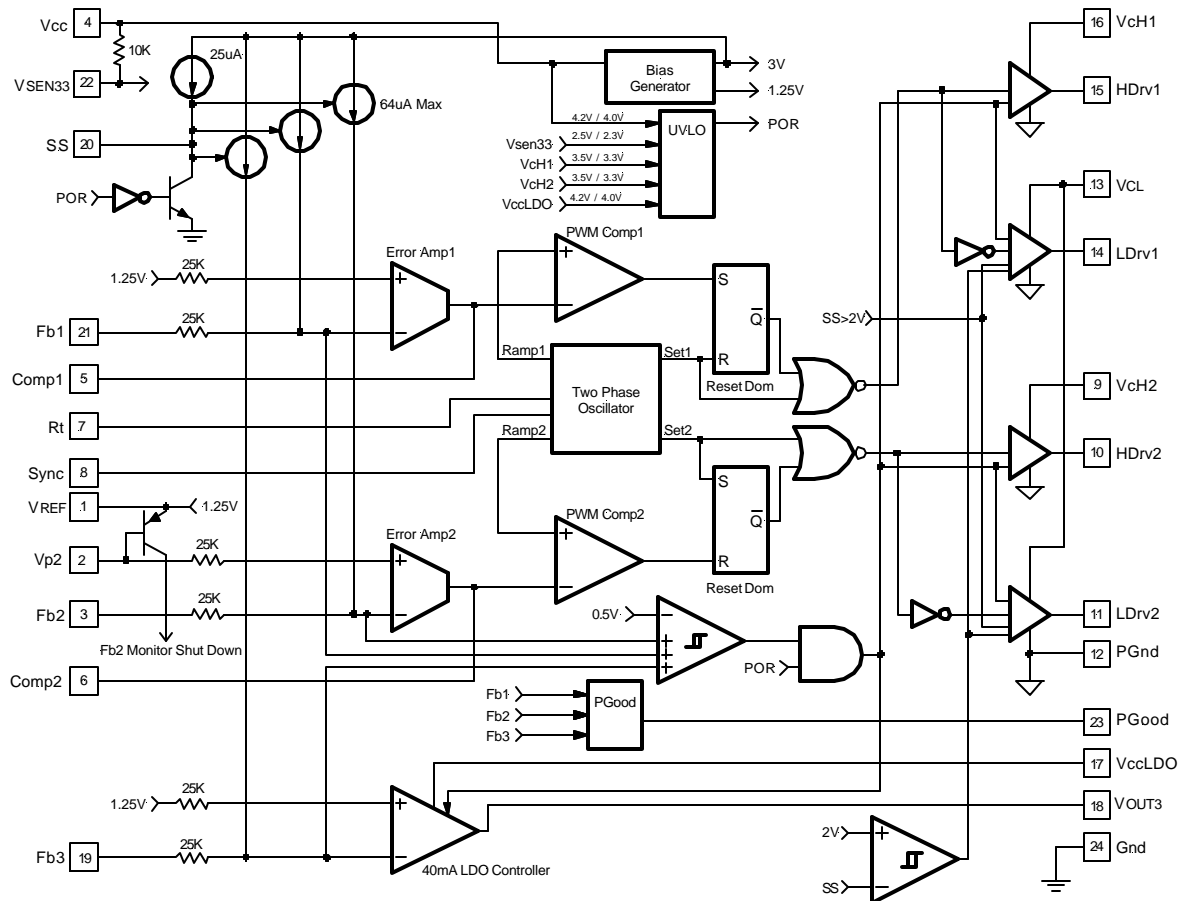 Vcc 4
10K
VSEN33 22
25uA
64uA Max
SS 20
POR
Bias Generator
3V
1.25V
UVLO
POR
4.2V / 4.0V
Vsen33 2.5V / 2.3V
VcH1 3.5V / 3.3V
VcH2 3.5V / 3.3V
VccLDO 4.2V / 4.0V
16 VcH1
15 HDrv1
13 VCL
14 LDrv1
SS>2V
9 VcH2
10 HDrv2
11 LDrv2
12 PGnd
23 PGood
17 VccLDO
18 VOUT3
24 Gnd
1.25V 25K
Error Amp1
+
−
PWM Comp1
+
−
S
Q
R
Reset Dom
Fb1 21 25K
Comp1 5
Ramp1
Set1
Two Phase Oscillator
Rt 7
Ramp2
Set2
Sync 8
VREF 1 1.25V
Vp2 2 25K
Error Amp2
+
−
PWM Comp2
+
−
S
Q
R
Reset Dom
Fb2 3 25K
Fb2 Monitor Shut Down
Comp2 6
0.5V −
+
+
+
POR
Fb1
Fb2
Fb3
PGood
1.25V 25K
+
−
Fb3 19 25K
40mA LDO Controller
2V +
SS −